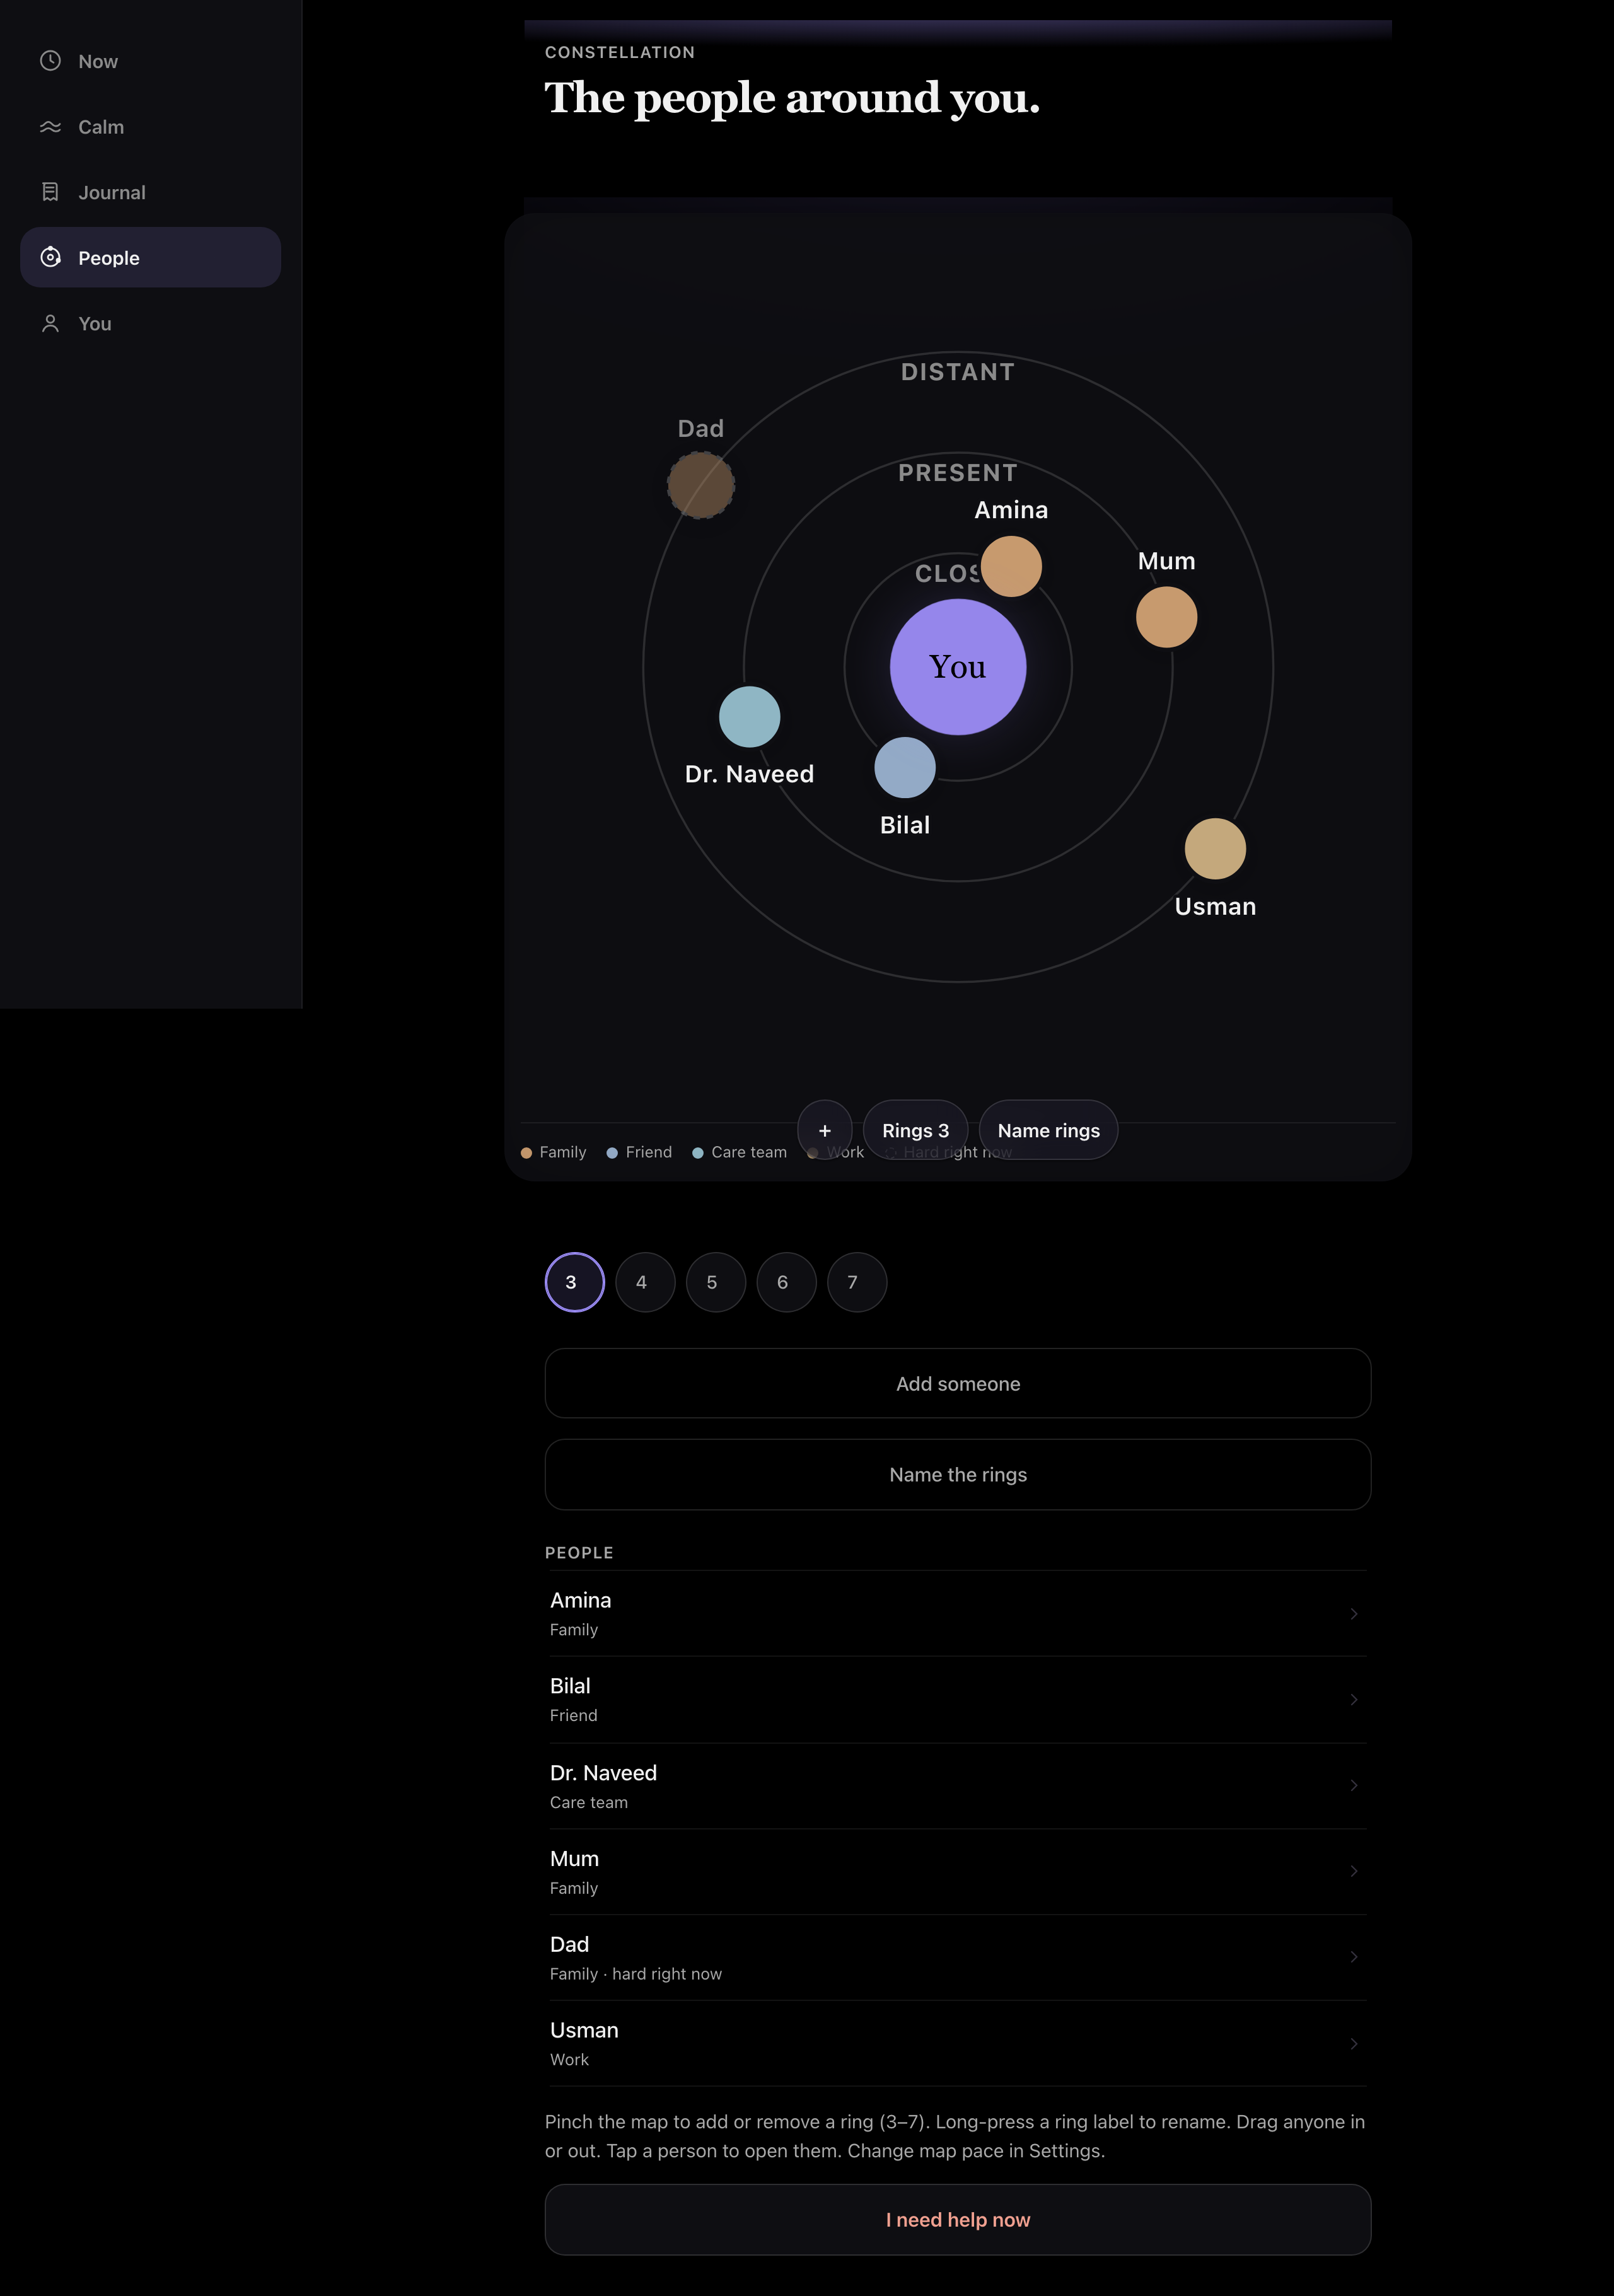 Now
Calm
Journal
People
You
CONSTELLATION
The people around you.
DISTANT
Dad
PRESENT
Amina
Mum
CLOS
You
Dr. Naveed
Bilal
Usman
+
Rings 3
Name rings
Family
Friend
Care team
Work
Hard right now
3
4
5
6
7
Add someone
Name the rings
PEOPLE
Amina
Family
Bilal
Friend
Dr. Naveed
Care team
Mum
Family
Dad
Family · hard right now
Usman
Work
Pinch the map to add or remove a ring (3–7). Long-press a ring label to rename. Drag anyone in
or out. Tap a person to open them. Change map pace in Settings.
I need help now